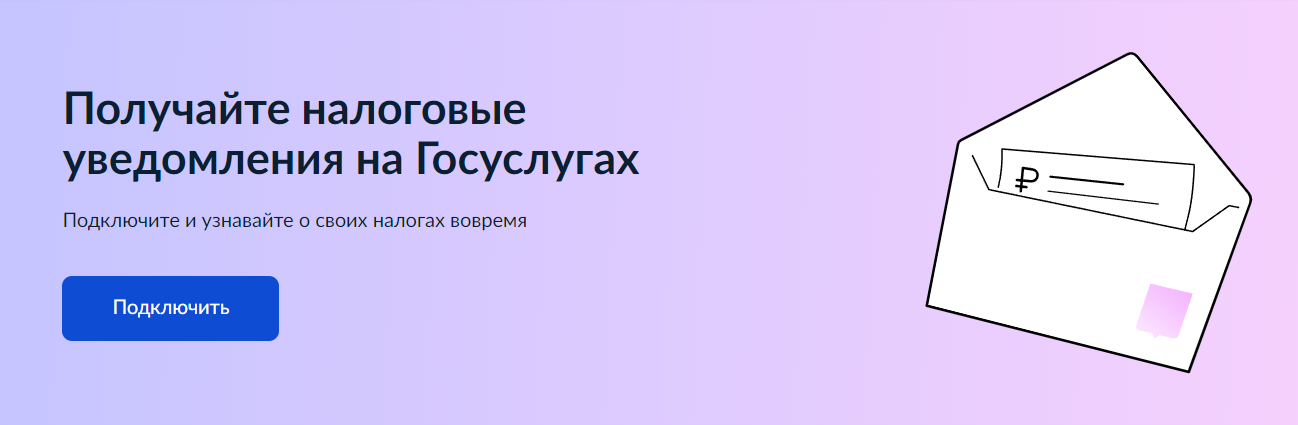 Получайте налоговые
уведомления на Госуслугах
Подключите и узнавайте о своих налогах вовремя
Подключить
₽